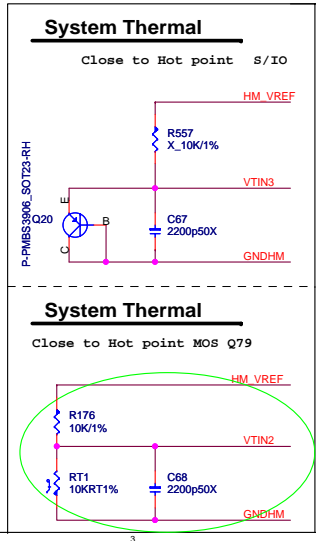 System Thermal
Close to Hot point S/IO
HM_VREF
R557
X_10K/1%
P-PMBS3906_SOT23-RH
E
VTIN3
Q20
B
C67
2200p50X
C
GNDHM
System Thermal
Close to Hot point MOS Q79
HM_VREF
R176
10K/1%
VTIN2
RT1
10KRT1%
C68
2200p50X
GNDHM
3